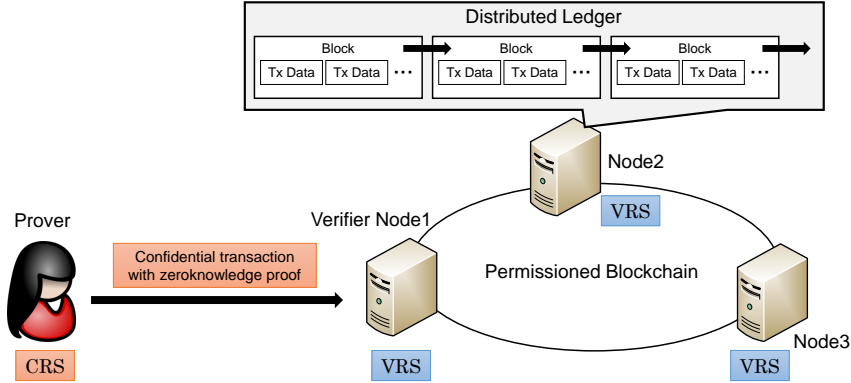 Distributed Ledger
Block
Block
Block
Tx Data Tx Data ...
Tx Data Tx Data ...
Tx Data Tx Data ...
Node2
VRS
Prover
Verifier Node1
Confidential transaction
with zeroknowledge proof
Permissioned Blockchain
Node3
CRS
VRS
VRS